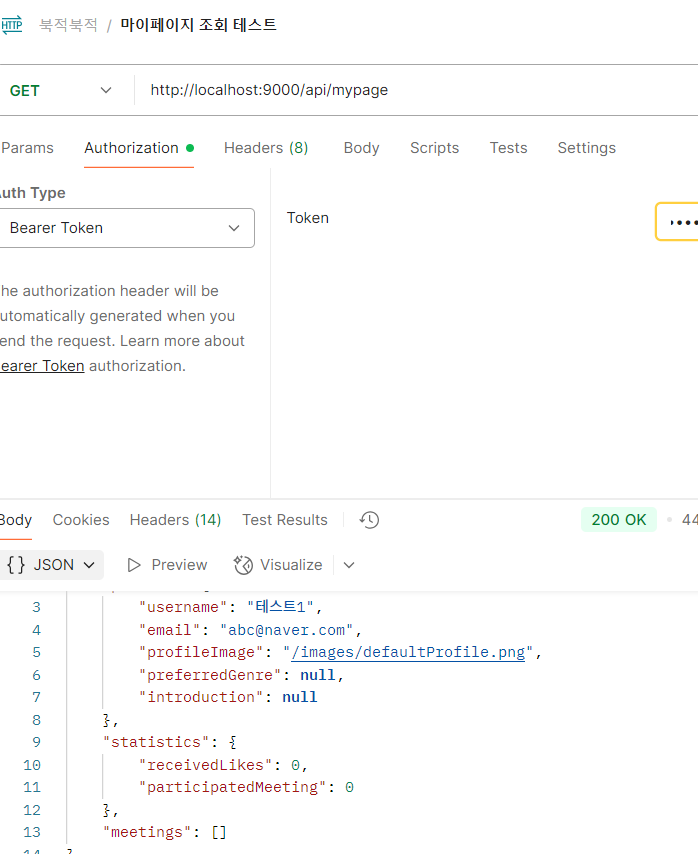 HTTP 북적북적 / 마이페이지 조회 테스트
GET http://localhost:9000/api/mypage
Params Authorization Headers (8) Body Scripts Tests Settings
uth Type
Bearer Token
Token
he authorization header will be
utomatically generated when you
end the request. Learn more about
earer Token authorization.
Body Cookies Headers (14) Test Results 200 OK 44
{} JSON Preview Visualize
3 "username": "테스트1",
4 "email": "abc@naver.com",
5 "profileImage": "/images/defaultProfile.png",
6 "preferredGenre": null,
7 "introduction": null
8 },
9 "statistics": {
10 "receivedLikes": 0,
11 "participatedMeeting": 0
12 },
13 "meetings": []